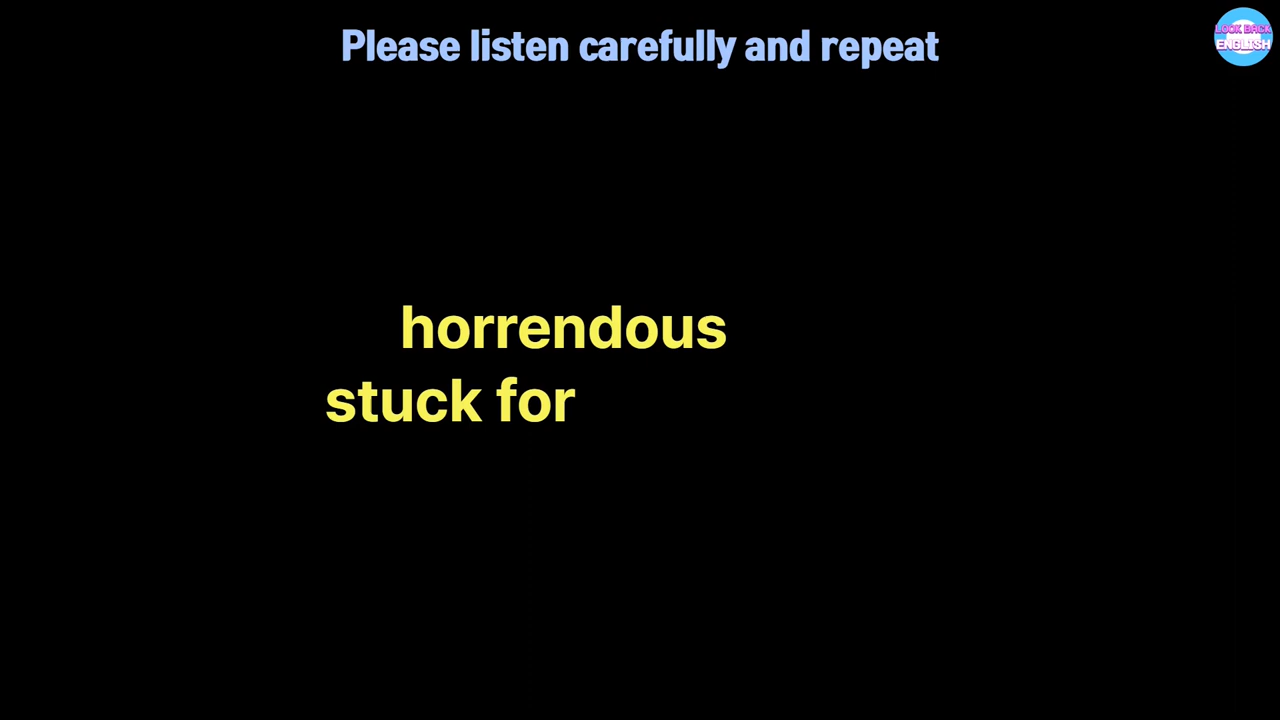 Please listen carefully and repeat
LOOK BACK
ENGLISH
horrendous
stuck for